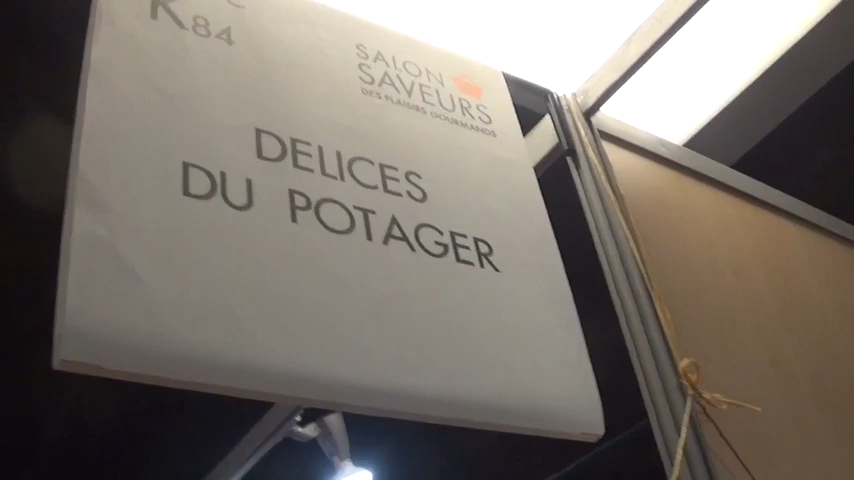 K84
SALON
SAVEURS
DES PLAISIRS GOURMANDS
DELICES
DU POTAGER